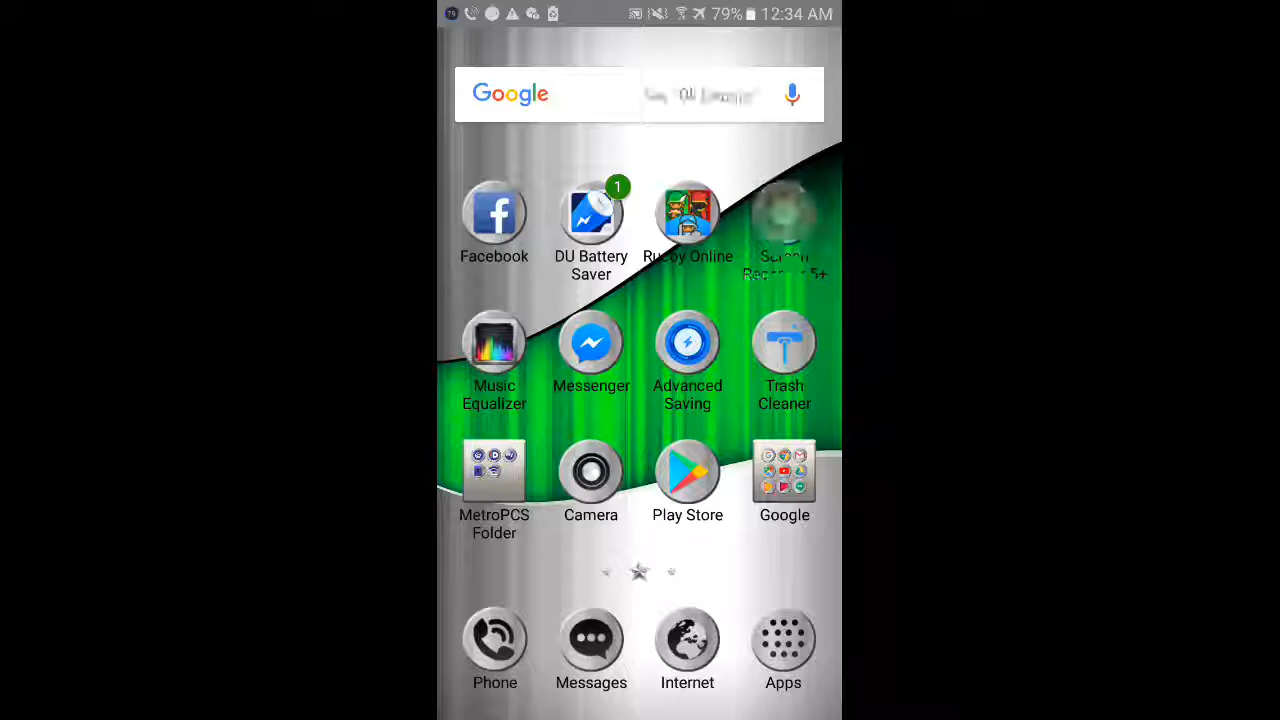 79% 12:34 AM
Google
Facebook
DU Battery
Saver
1
Online
5+
Music
Equalizer
Messenger
Advanced
Saving
Trash
Cleaner
MetroPCS
Folder
Camera
Play Store
Google
Phone
Messages
Internet
Apps